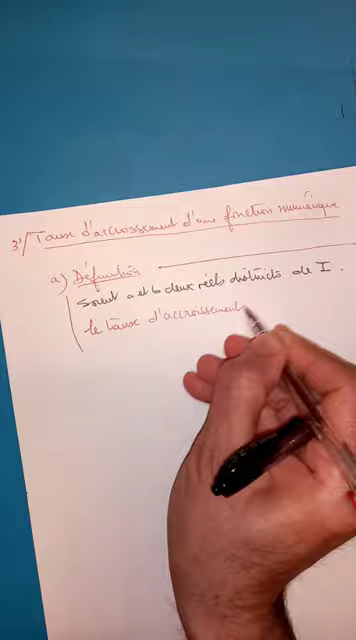 3°/ Taux d'accroissement d'une fonction numérique
a) Définition
Soient a et b deux réels distincts de I.
le taux d'accroissement